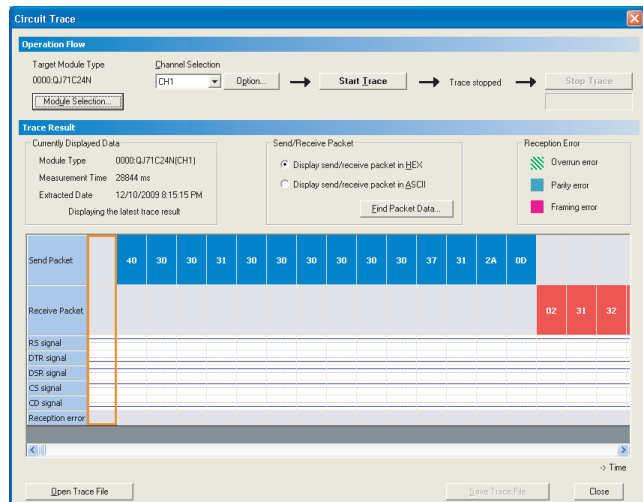 Circuit Trace
Operation Flow
Target Module Type
0000:QJ71C24N
Module Selection...
Channel Selection
CH1
Option...
Start Trace
Trace stopped
Stop Trace
Trace Result
Currently Displayed Data
Module Type 0000:QJ71C24N(CH1)
Measurement Time 28844 ms
Extracted Date 12/10/2009 8:15:15 PM
Displaying the latest trace result
Send/Receive Packet
Display send/receive packet in HEX
Display send/receive packet in ASCII
Find Packet Data...
Reception Error
Overrun error
Parity error
Framing error
Send Packet 40 30 30 31 30 30 30 30 30 30 37 31 2A 0D
Receive Packet 02 31 32
RS signal
DTR signal
DSR signal
CS signal
CD signal
Reception error
-> Time
Open Trace File
Save Trace File
Close